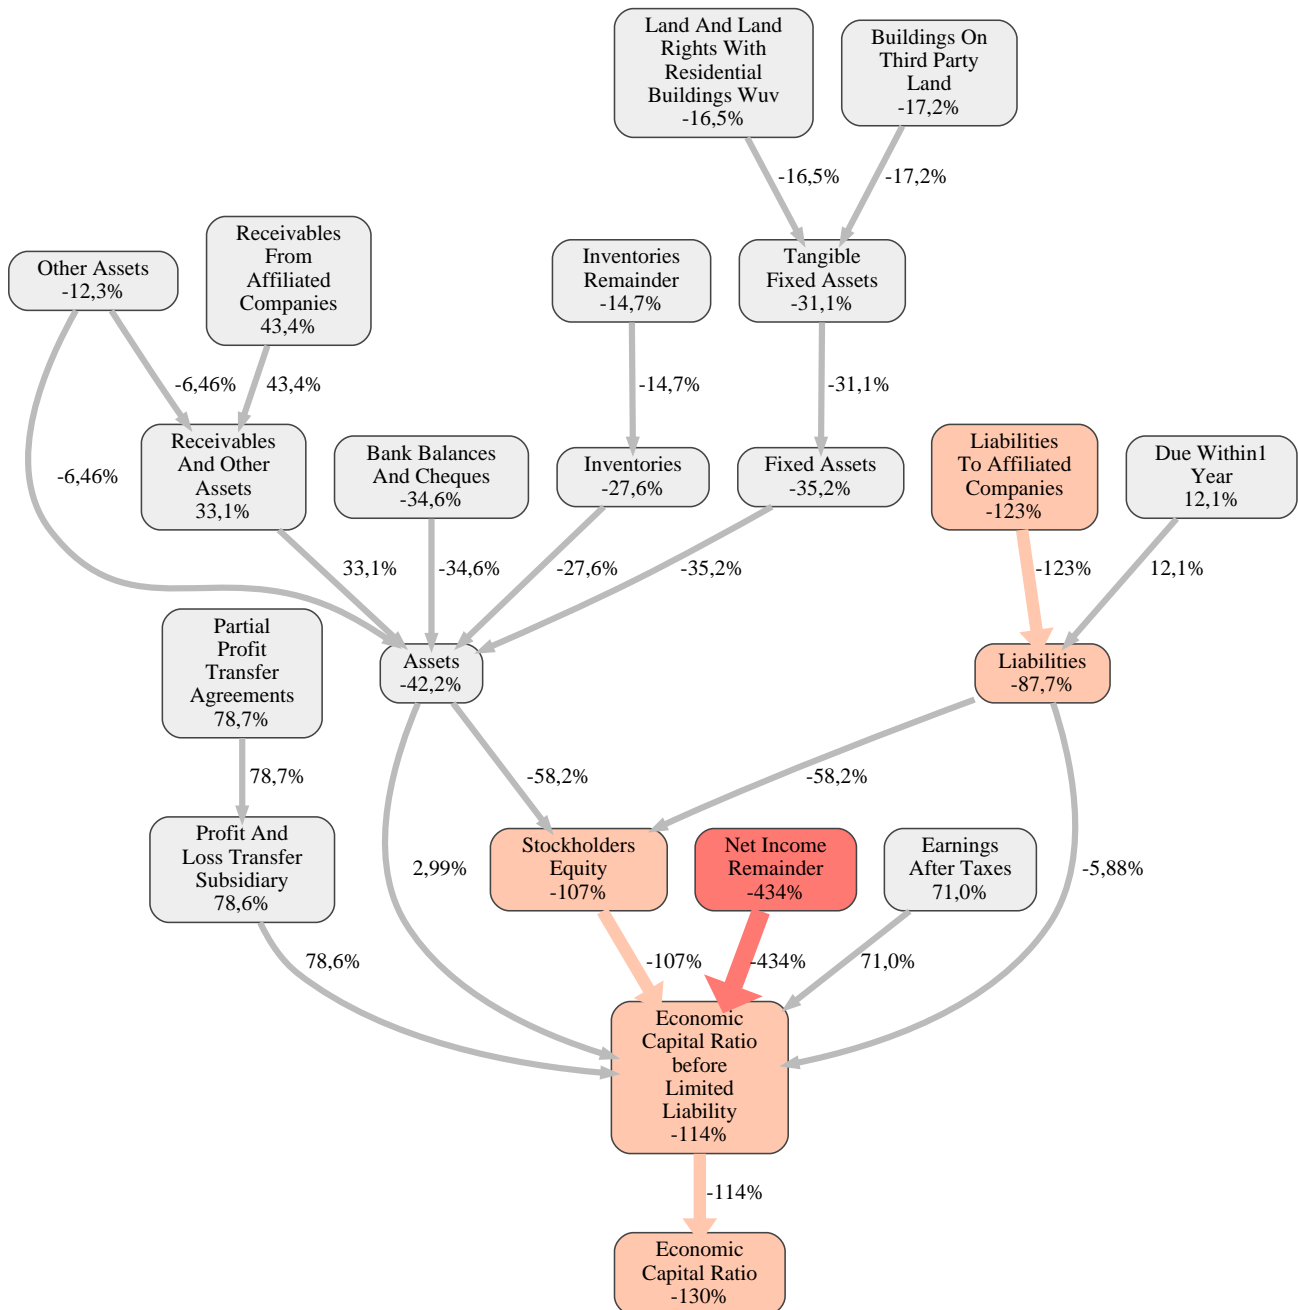 Land And Land
Rights With
Residential
Buildings Wuv
-16,5%
Buildings On
Third Party
Land
-17,2%
-16,5%
-17,2%
Other Assets
-12,3%
Receivables
From
Affiliated
Companies
43,4%
Inventories
Remainder
-14,7%
Tangible
Fixed Assets
-31,1%
-6,46%
43,4%
-14,7%
-31,1%
-6,46%
Receivables
And Other
Assets
33,1%
Bank Balances
And Cheques
-34,6%
Inventories
-27,6%
Fixed Assets
-35,2%
Liabilities
To Affiliated
Companies
-123%
Due Within1
Year
12,1%
33,1%
-34,6%
-27,6%
-35,2%
-123%
12,1%
Partial
Profit
Transfer
Agreements
78,7%
Assets
-42,2%
Liabilities
-87,7%
78,7%
-58,2%
-58,2%
Profit And
Loss Transfer
Subsidiary
78,6%
2,99%
Stockholders
Equity
-107%
Net Income
Remainder
-434%
Earnings
After Taxes
71,0%
-5,88%
78,6%
-107%
-434%
71,0%
Economic
Capital Ratio
before
Limited
Liability
-114%
-114%
Economic
Capital Ratio
-130%